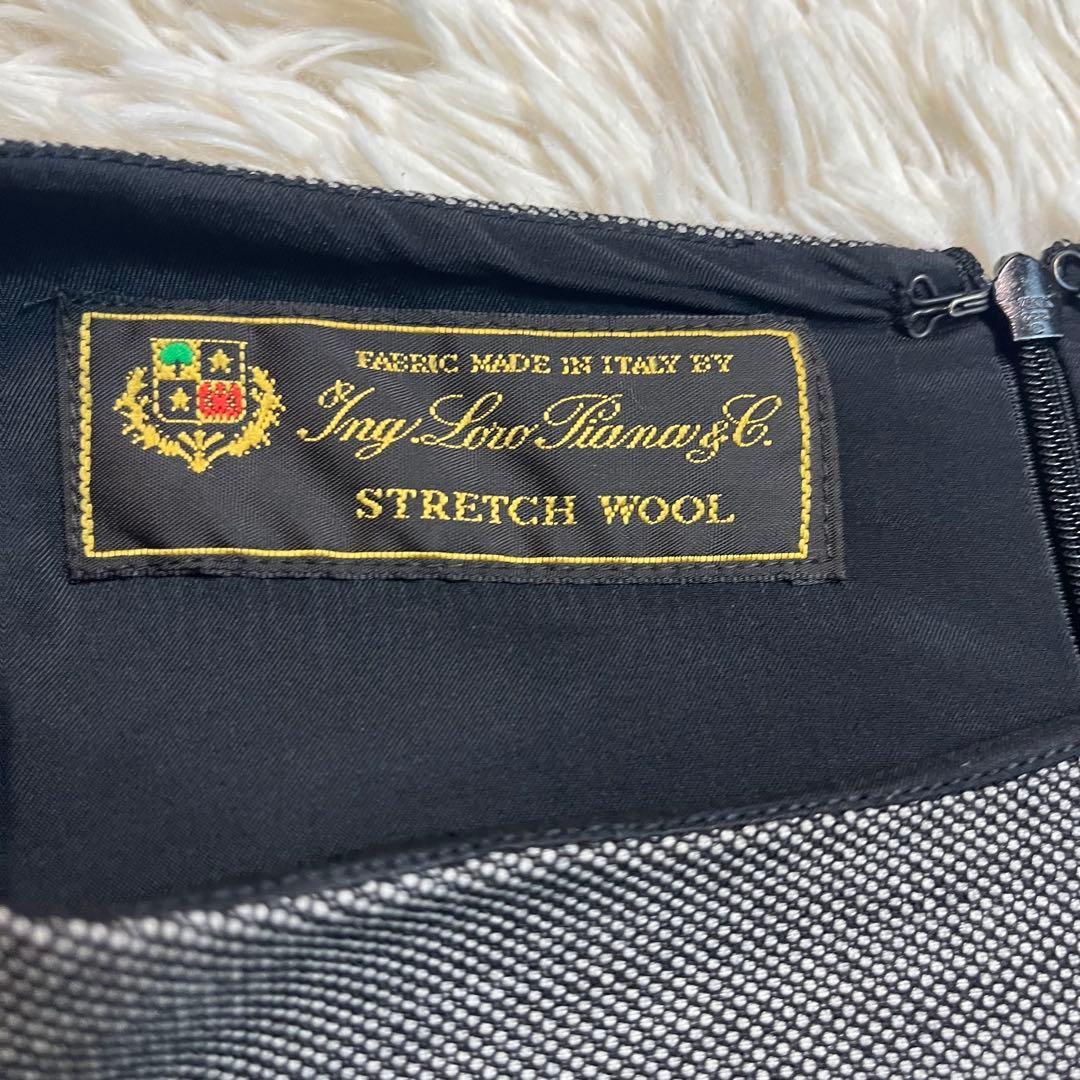 FABRIC MADE IN ITALY BY
Ing Loro Piana & C.
STRETCH WOOL